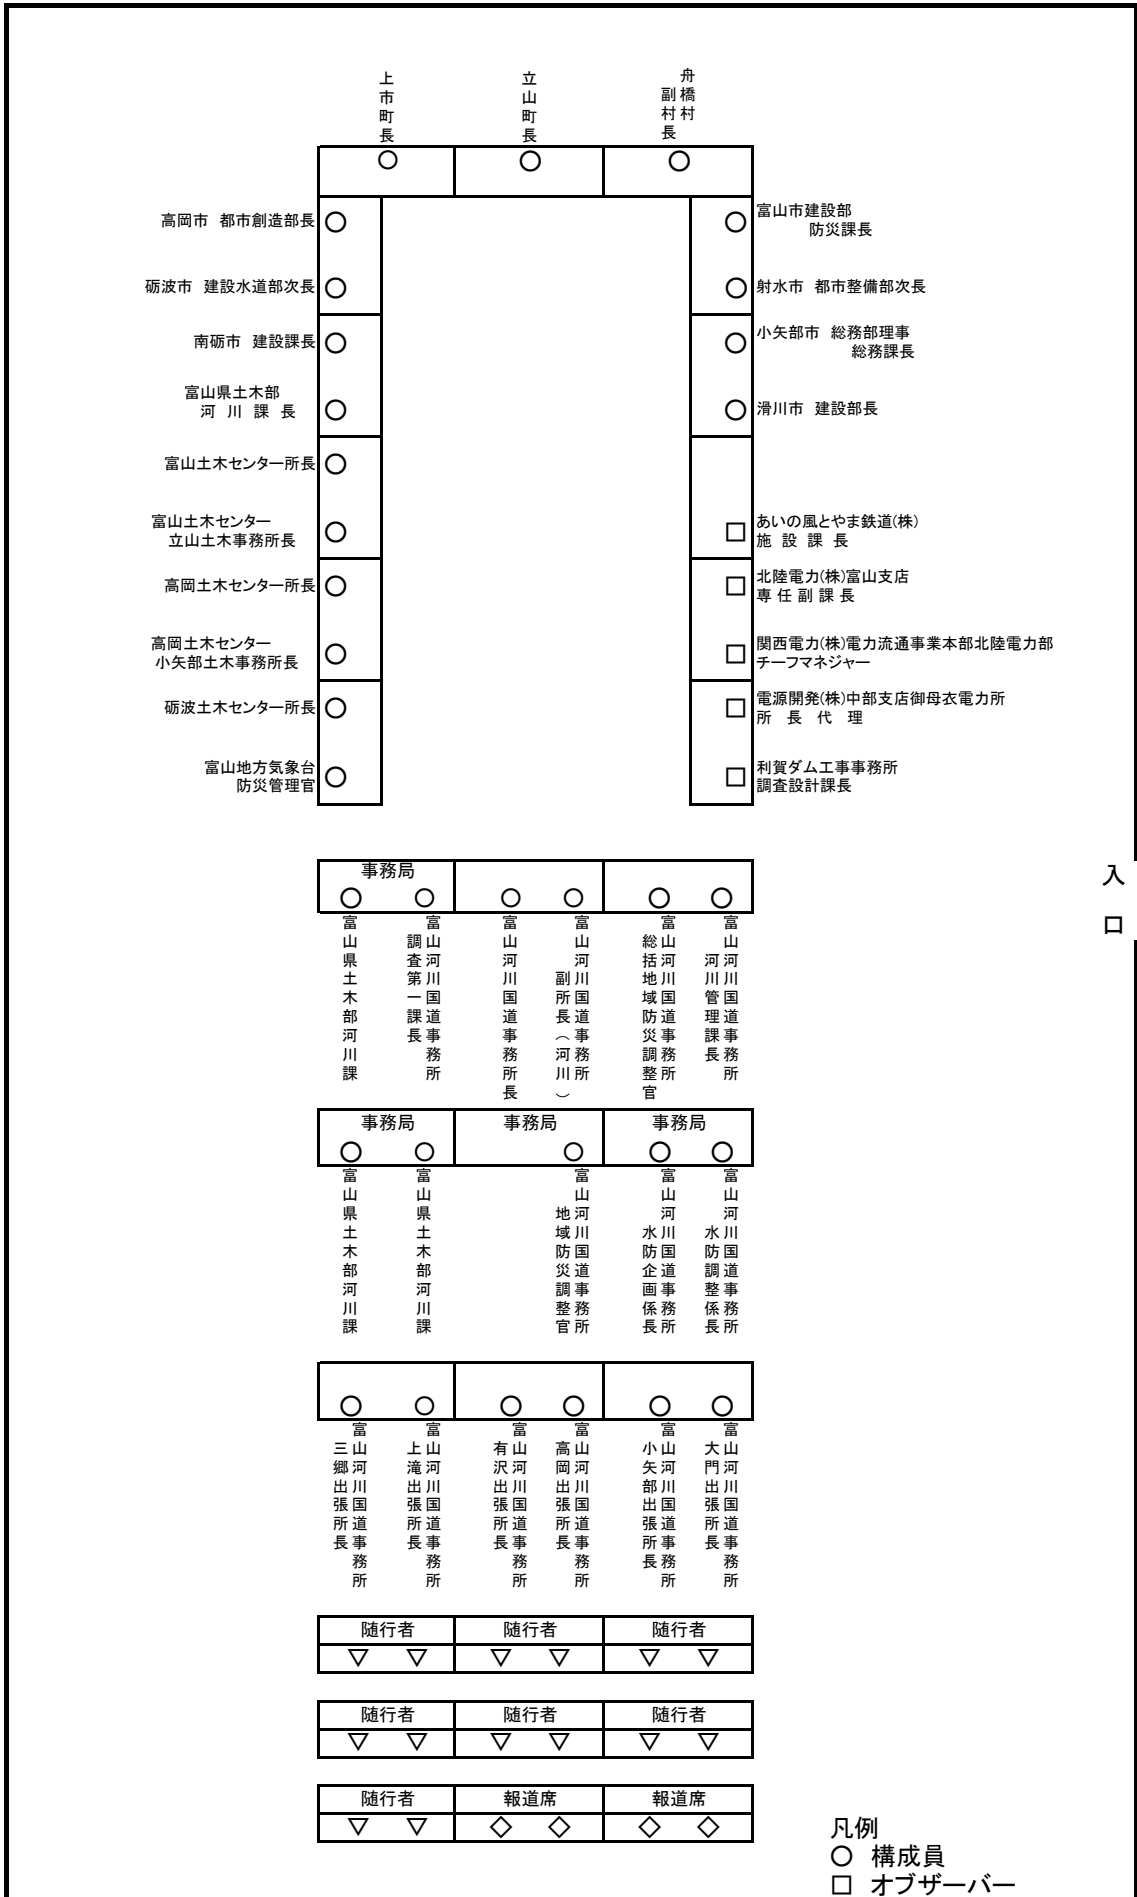 上市町長
立山町長
舟橋村
副村長
高岡市 都市創造部長
砺波市 建設水道部次長
南砺市 建設課長
富山県土木部
河 川 課 長
富山土木センター所長
富山土木センター
立山土木事務所長
高岡土木センター所長
高岡土木センター
小矢部土木事務所長
砺波土木センター所長
富山地方気象台
防災管理官
富山市建設部
防災課長
射水市 都市整備部次長
小矢部市 総務部理事
総務課長
滑川市 建設部長
あいの風とやま鉄道(株)
施 設 課 長
北陸電力(株)富山支店
専 任 副 課 長
関西電力(株)電力流通事業本部北陸電力部
チーフマネジャー
電源開発(株)中部支店御母衣電力所
所 長 代 理
利賀ダム工事事務所
調査設計課長
入口
事務局
富山県土木部河川課
富山河川国道事務所
調査第一課長
富山河川国道事務所長
富山河川国道事務所
副所長（河川）
富山河川国道事務所
総括地域防災調整官
富山河川国道事務所
河川管理課長
事務局
事務局
事務局
富山県土木部河川課
富山県土木部河川課
富山河川国道事務所
地域防災調整官
富山河川国道事務所
水防企画係長
富山河川国道事務所
水防調整係長
富山河川国道事務所
三郷出張所長
富山河川国道事務所
上滝出張所長
富山河川国道事務所
有沢出張所長
富山河川国道事務所
高岡出張所長
富山河川国道事務所
小矢部出張所長
富山河川国道事務所
大門出張所長
随行者
随行者
随行者
随行者
随行者
随行者
随行者
報道席
報道席
凡例
○ 構成員
□ オブザーバー